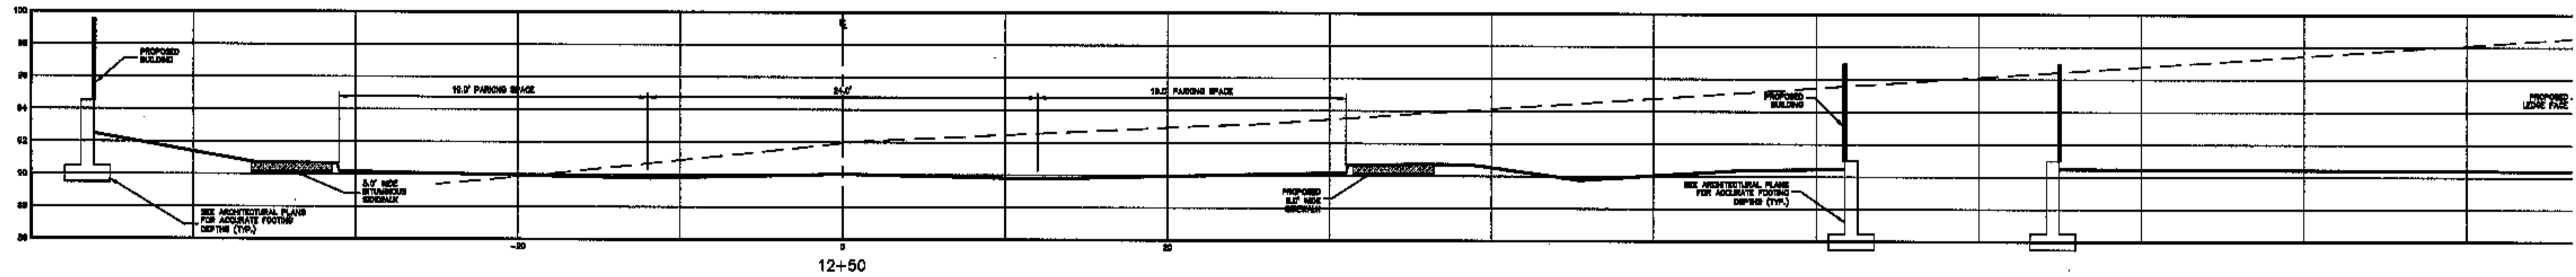 100
98
96
94
92
90
88
86
PROPOSED
BUILDING
19.0' PARKING SPACE
24.0'
19.0' PARKING SPACE
PROPOSED
BUILDING
PROPOSED
LEDGE FACE
5.0' WIDE
BITUMINOUS
SIDEWALK
SEE ARCHITECTURAL PLANS
FOR ACCURATE FOOTING
DEPTHS (TYP.)
PROPOSED
5.0' WIDE
SIDEWALK
SEE ARCHITECTURAL PLANS
FOR ACCURATE FOOTING
DEPTHS (TYP.)
-20
0
20
12+50